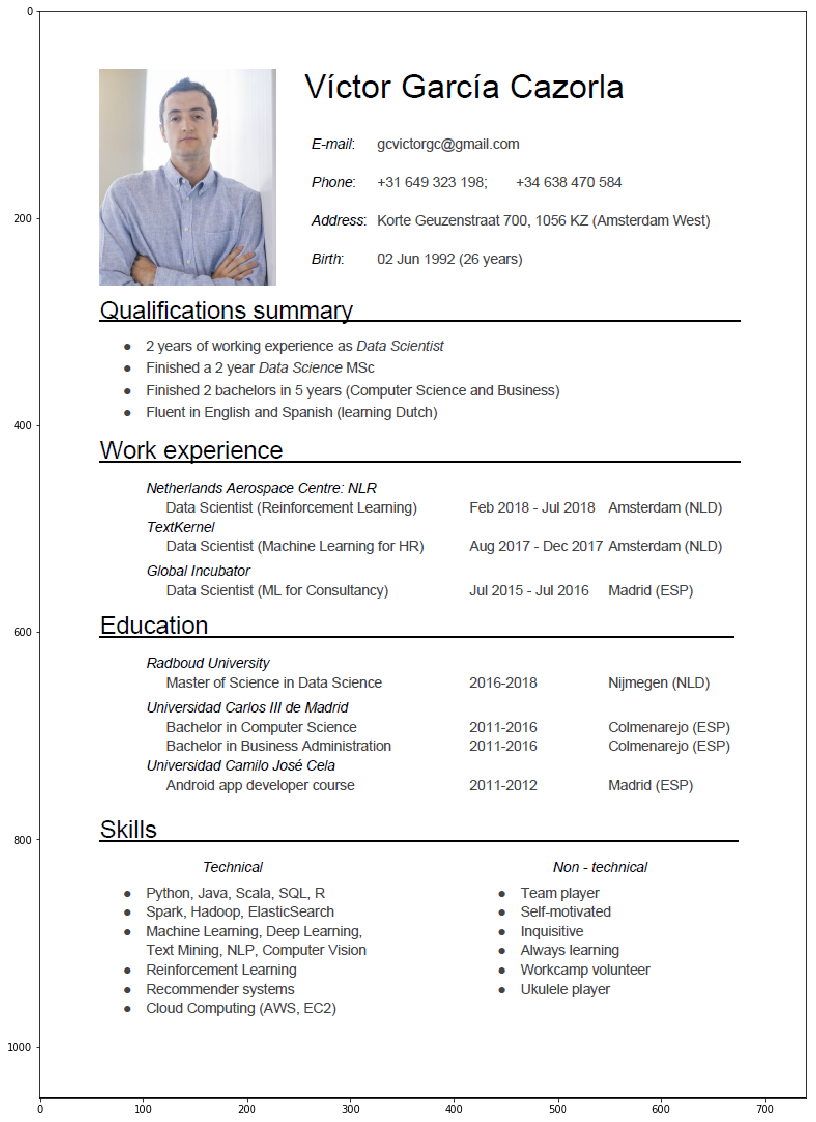 0
200
400
600
800
1000
Víctor García Cazorla
E-mail: gcvictorgc@gmail.com
Phone: +31 649 323 198; +34 638 470 584
Address: Korte Geuzenstraat 700, 1056 KZ (Amsterdam West)
Birth: 02 Jun 1992 (26 years)
Qualifications summary
● 2 years of working experience as Data Scientist
● Finished a 2 year Data Science MSc
● Finished 2 bachelors in 5 years (Computer Science and Business)
● Fluent in English and Spanish (learning Dutch)
Work experience
Netherlands Aerospace Centre: NLR
Data Scientist (Reinforcement Learning) Feb 2018 - Jul 2018 Amsterdam (NLD)
TextKernel
Data Scientist (Machine Learning for HR) Aug 2017 - Dec 2017 Amsterdam (NLD)
Global Incubator
Data Scientist (ML for Consultancy) Jul 2015 - Jul 2016 Madrid (ESP)
Education
Radboud University
Master of Science in Data Science 2016-2018 Nijmegen (NLD)
Universidad Carlos III de Madrid
Bachelor in Computer Science 2011-2016 Colmenarejo (ESP)
Bachelor in Business Administration 2011-2016 Colmenarejo (ESP)
Universidad Camilo José Cela
Android app developer course 2011-2012 Madrid (ESP)
Skills
Technical
● Python, Java, Scala, SQL, R
● Spark, Hadoop, ElasticSearch
● Machine Learning, Deep Learning,
Text Mining, NLP, Computer Vision
● Reinforcement Learning
● Recommender systems
● Cloud Computing (AWS, EC2)
Non - technical
● Team player
● Self-motivated
● Inquisitive
● Always learning
● Workcamp volunteer
● Ukulele player
0 100 200 300 400 500 600 700